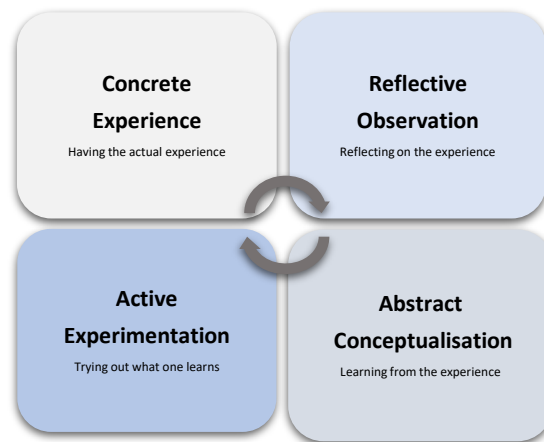 Concrete
Experience
Having the actual experience
Reflective
Observation
Reflecting on the experience
Active
Experimentation
Trying out what one learns
Abstract
Conceptualisation
Learning from the experience